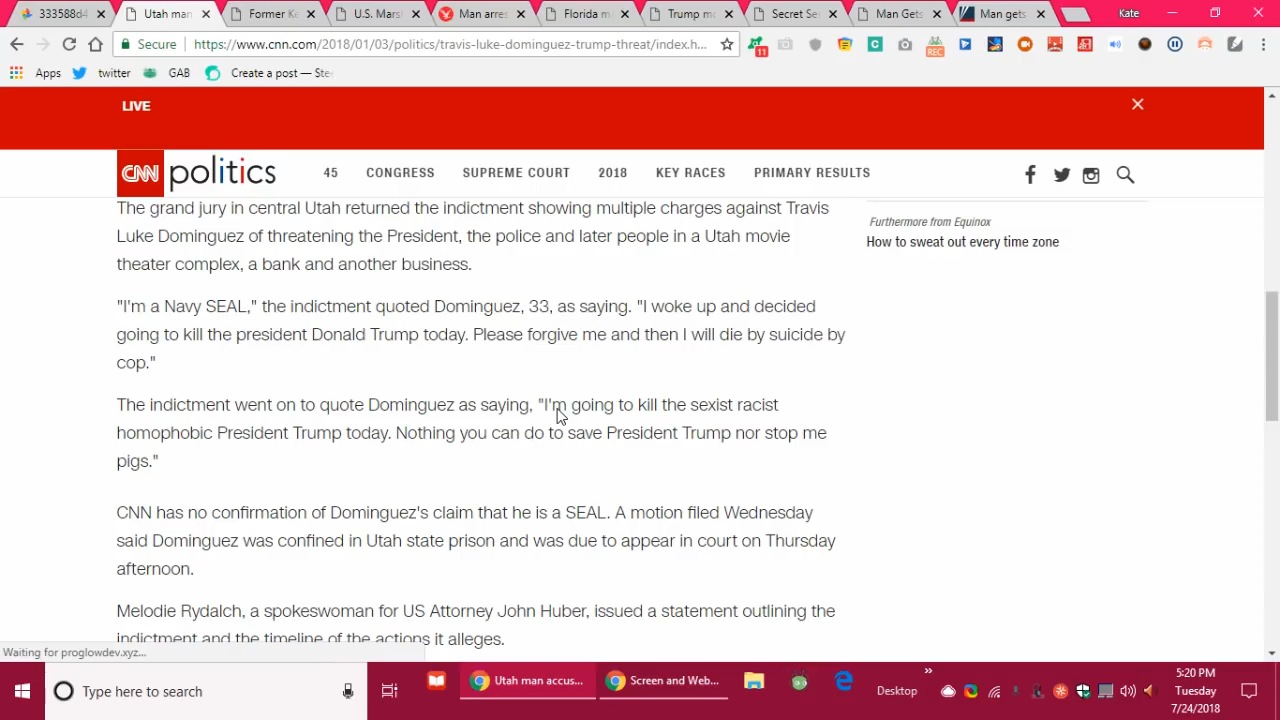 333588d4
Utah man
Former Ke
U.S. Marsh
Man arres
Florida m
Trump mo
Secret Se
Man Gets
Man gets
Kate
Secure
https://www.cnn.com/2018/01/03/politics/travis-luke-dominguez-trump-threat/index.h...
11
REC
Apps
twitter
GAB
Create a post — Ste
LIVE
CNN politics
45 CONGRESS SUPREME COURT 2018 KEY RACES PRIMARY RESULTS
The grand jury in central Utah returned the indictment showing multiple charges against Travis
Luke Dominguez of threatening the President, the police and later people in a Utah movie
theater complex, a bank and another business.
"I'm a Navy SEAL," the indictment quoted Dominguez, 33, as saying. "I woke up and decided
going to kill the president Donald Trump today. Please forgive me and then I will die by suicide by
cop."
The indictment went on to quote Dominguez as saying, "I'm going to kill the sexist racist
homophobic President Trump today. Nothing you can do to save President Trump nor stop me
pigs."
CNN has no confirmation of Dominguez's claim that he is a SEAL. A motion filed Wednesday
said Dominguez was confined in Utah state prison and was due to appear in court on Thursday
afternoon.
Melodie Rydalch, a spokeswoman for US Attorney John Huber, issued a statement outlining the
indictment and the timeline of the actions it alleges.
Furthermore from Equinox
How to sweat out every time zone
Waiting for proglowdev.xyz...
Type here to search
Utah man accus...
Screen and Web...
Desktop
5:20 PM
Tuesday
7/24/2018